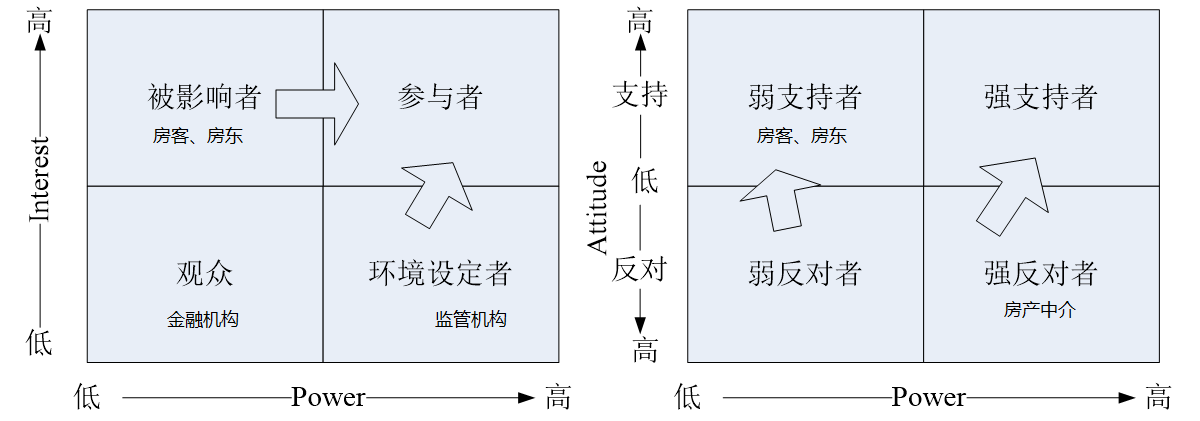 高
被影响者
参与者
房客、房东
Interest
观众
环境设定者
金融机构
监管机构
低
低
Power
高
高
支持
弱支持者
强支持者
房客、房东
低
Attitude
反对
弱反对者
强反对者
房产中介
高
低
Power
高